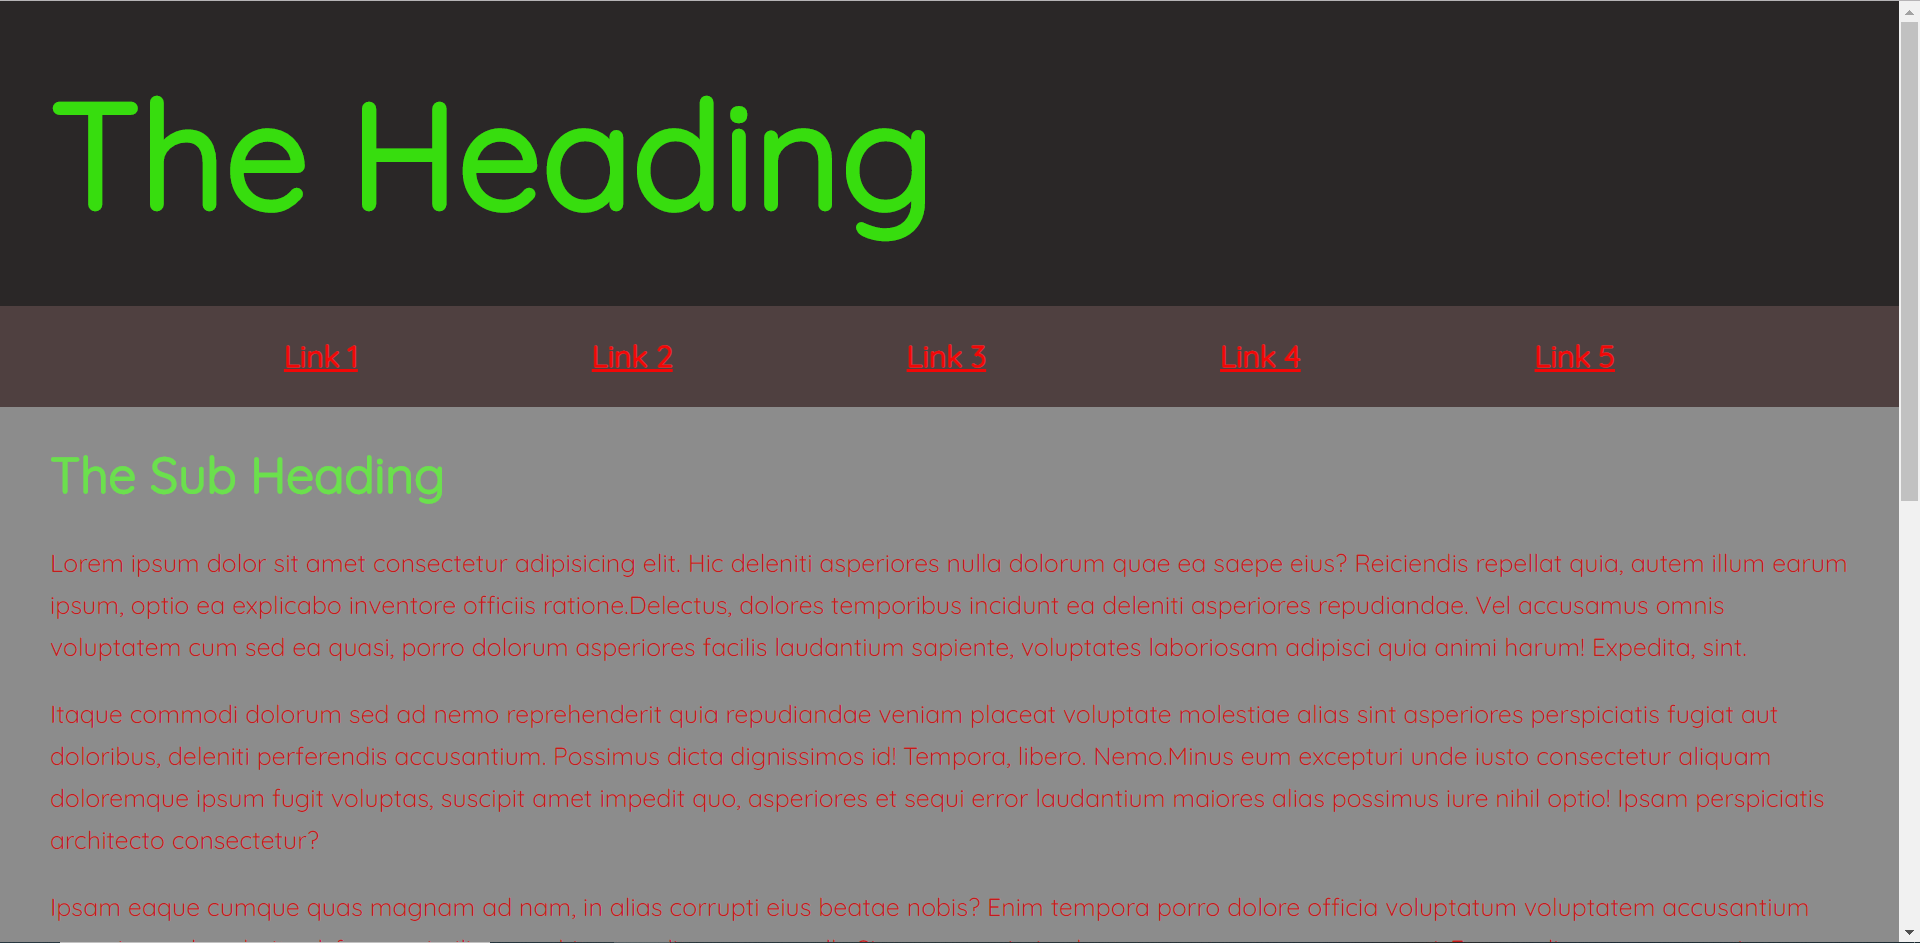 The Heading
Link 1 Link 2 Link 3 Link 4 Link 5
The Sub Heading
Lorem ipsum dolor sit amet consectetur adipisicing elit. Hic deleniti asperiores nulla dolorum quae ea saepe eius? Reiciendis repellat quia, autem illum earum
ipsum, optio ea explicabo inventore officiis ratione.Delectus, dolores temporibus incidunt ea deleniti asperiores repudiandae. Vel accusamus omnis
voluptatem cum sed ea quasi, porro dolorum asperiores facilis laudantium sapiente, voluptates laboriosam adipisci quia animi harum! Expedita, sint.
Itaque commodi dolorum sed ad nemo reprehenderit quia repudiandae veniam placeat voluptate molestiae alias sint asperiores perspiciatis fugiat aut
doloribus, deleniti perferendis accusantium. Possimus dicta dignissimos id! Tempora, libero. Nemo.Minus eum excepturi unde iusto consectetur aliquam
doloremque ipsum fugit voluptas, suscipit amet impedit quo, asperiores et sequi error laudantium maiores alias possimus iure nihil optio! Ipsam perspiciatis
architecto consectetur?
Ipsam eaque cumque quas magnam ad nam, in alias corrupti eius beatae nobis? Enim tempora porro dolore officia voluptatum voluptatem accusantium